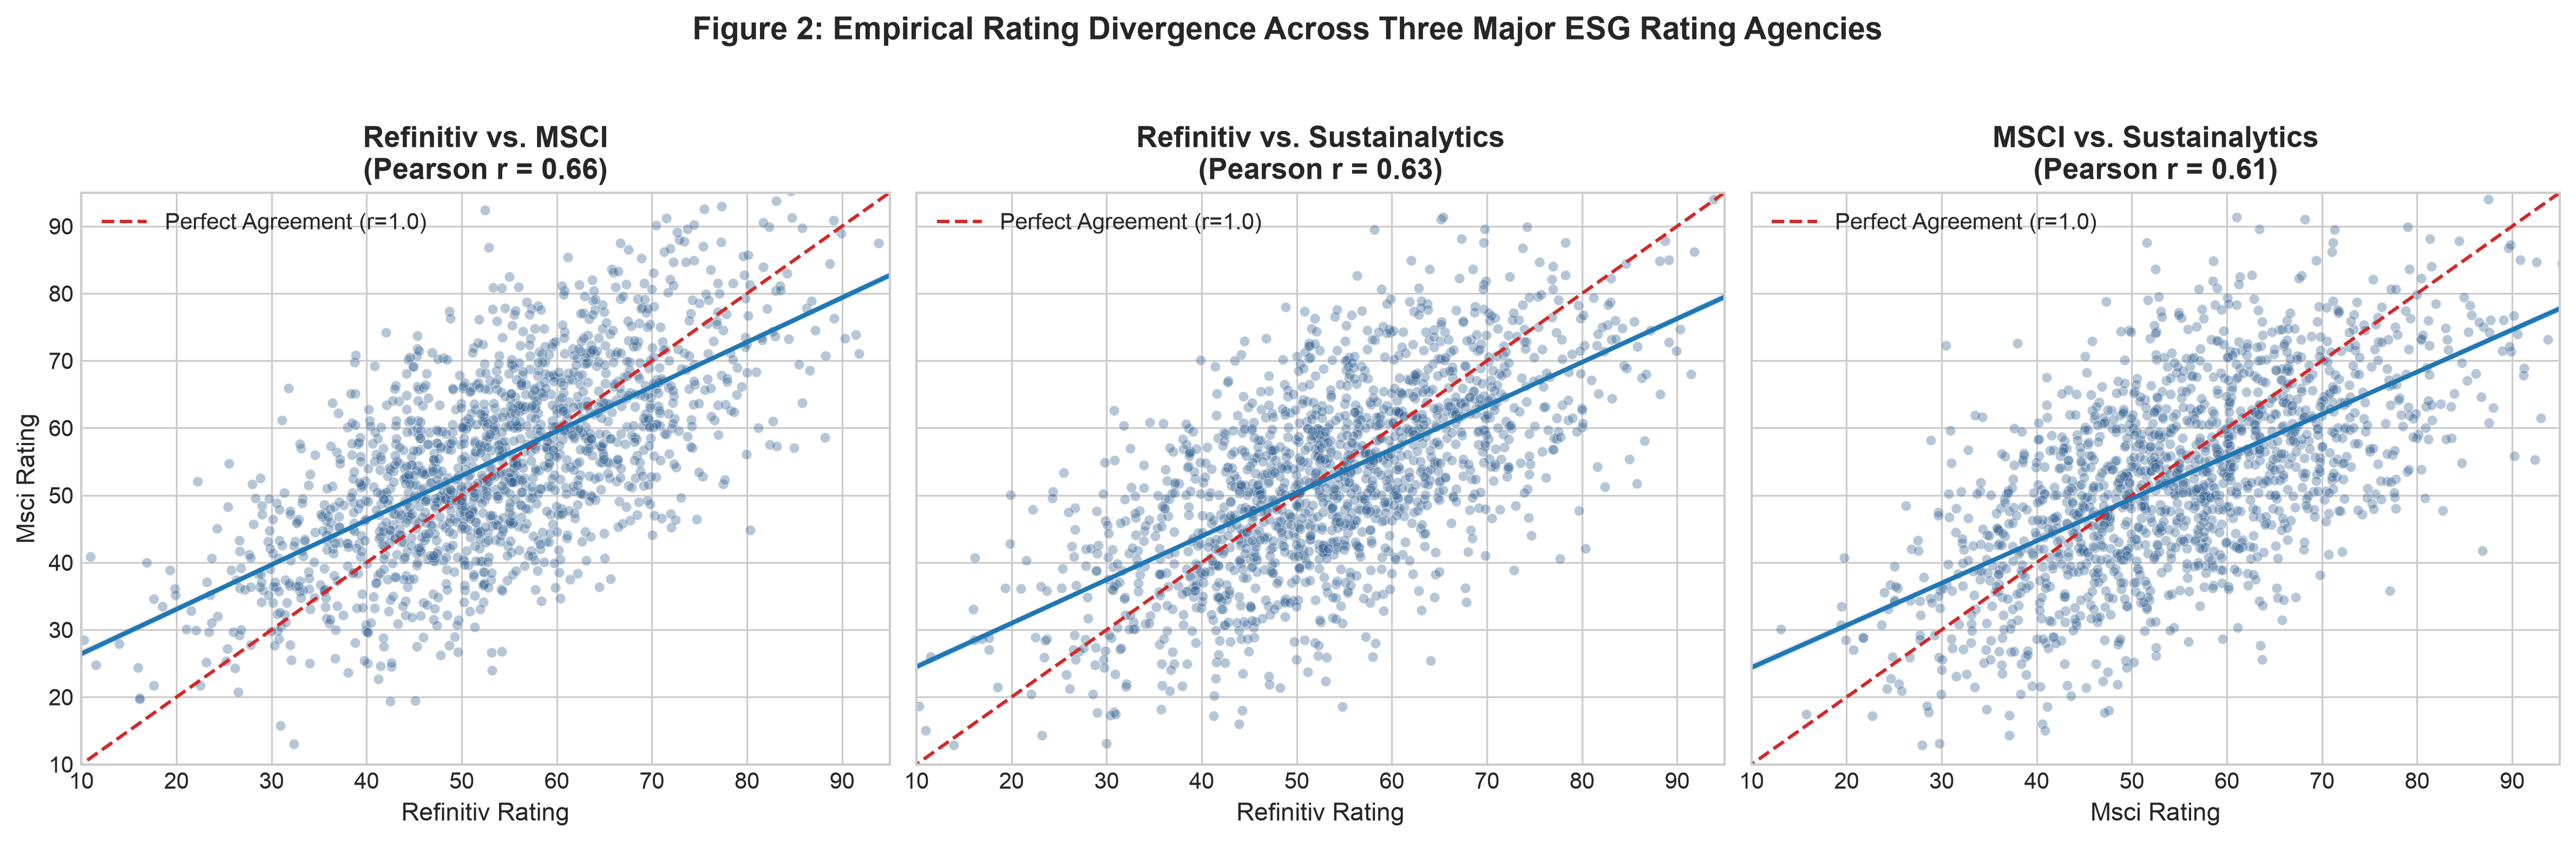 Figure 2: Empirical Rating Divergence Across Three Major ESG Rating Agencies
Refinitiv vs. MSCI
(Pearson r = 0.66)
Perfect Agreement (r=1.0)
Msci Rating
90
80
70
60
50
40
30
20
10
10 20 30 40 50 60 70 80 90
Refinitiv Rating
Refinitiv vs. Sustainalytics
(Pearson r = 0.63)
Perfect Agreement (r=1.0)
10 20 30 40 50 60 70 80 90
Refinitiv Rating
MSCI vs. Sustainalytics
(Pearson r = 0.61)
Perfect Agreement (r=1.0)
10 20 30 40 50 60 70 80 90
Msci Rating